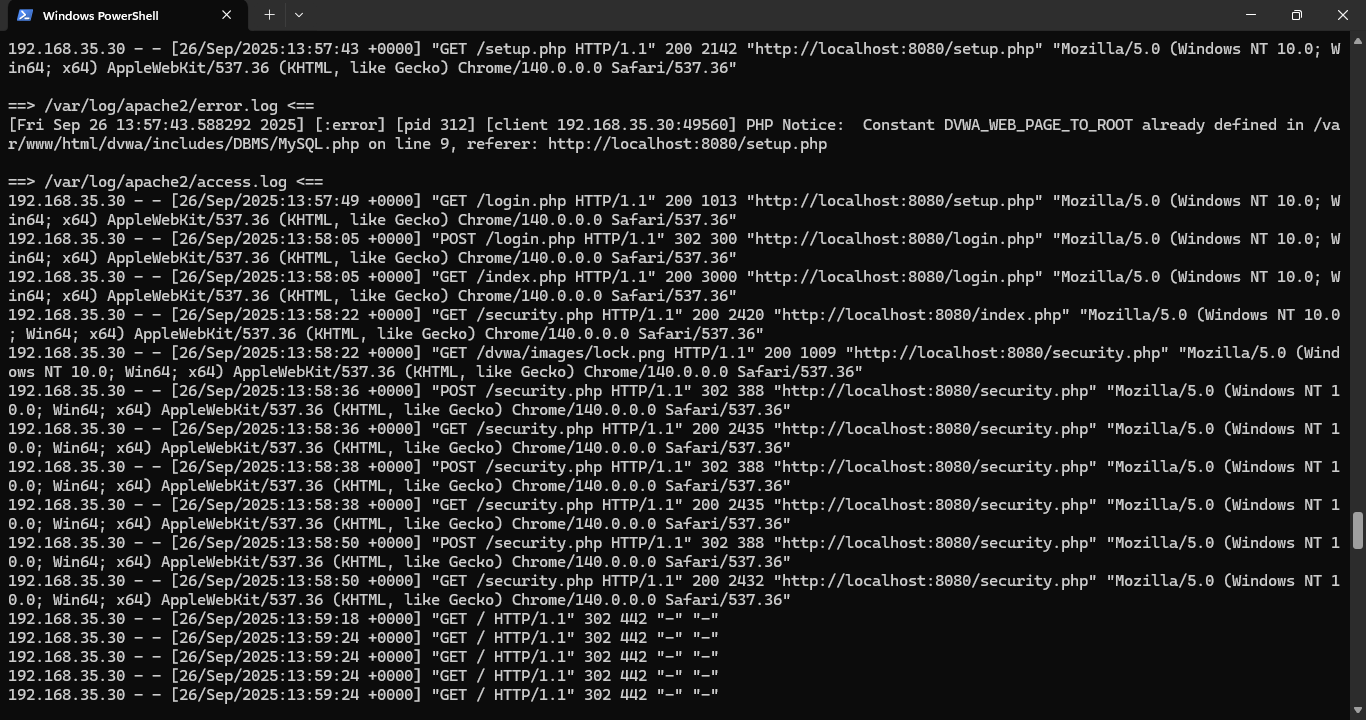 Windows PowerShell
192.168.35.30 - - [26/Sep/2025:13:57:43 +0000] "GET /setup.php HTTP/1.1" 200 2142 "http://localhost:8080/setup.php" "Mozilla/5.0 (Windows NT 10.0; W
in64; x64) AppleWebKit/537.36 (KHTML, like Gecko) Chrome/140.0.0.0 Safari/537.36"
==> /var/log/apache2/error.log <==
[Fri Sep 26 13:57:43.588292 2025] [:error] [pid 312] [client 192.168.35.30:49560] PHP Notice:  Constant DVWA_WEB_PAGE_TO_ROOT already defined in /va
r/www/html/dvwa/includes/DBMS/MySQL.php on line 9, referer: http://localhost:8080/setup.php
==> /var/log/apache2/access.log <==
192.168.35.30 - - [26/Sep/2025:13:57:49 +0000] "GET /login.php HTTP/1.1" 200 1013 "http://localhost:8080/setup.php" "Mozilla/5.0 (Windows NT 10.0; W
in64; x64) AppleWebKit/537.36 (KHTML, like Gecko) Chrome/140.0.0.0 Safari/537.36"
192.168.35.30 - - [26/Sep/2025:13:58:05 +0000] "POST /login.php HTTP/1.1" 302 300 "http://localhost:8080/login.php" "Mozilla/5.0 (Windows NT 10.0; W
in64; x64) AppleWebKit/537.36 (KHTML, like Gecko) Chrome/140.0.0.0 Safari/537.36"
192.168.35.30 - - [26/Sep/2025:13:58:05 +0000] "GET /index.php HTTP/1.1" 200 3000 "http://localhost:8080/login.php" "Mozilla/5.0 (Windows NT 10.0; W
in64; x64) AppleWebKit/537.36 (KHTML, like Gecko) Chrome/140.0.0.0 Safari/537.36"
192.168.35.30 - - [26/Sep/2025:13:58:22 +0000] "GET /security.php HTTP/1.1" 200 2420 "http://localhost:8080/index.php" "Mozilla/5.0 (Windows NT 10.0
; Win64; x64) AppleWebKit/537.36 (KHTML, like Gecko) Chrome/140.0.0.0 Safari/537.36"
192.168.35.30 - - [26/Sep/2025:13:58:22 +0000] "GET /dvwa/images/lock.png HTTP/1.1" 200 1009 "http://localhost:8080/security.php" "Mozilla/5.0 (Wind
ows NT 10.0; Win64; x64) AppleWebKit/537.36 (KHTML, like Gecko) Chrome/140.0.0.0 Safari/537.36"
192.168.35.30 - - [26/Sep/2025:13:58:36 +0000] "POST /security.php HTTP/1.1" 302 388 "http://localhost:8080/security.php" "Mozilla/5.0 (Windows NT 1
0.0; Win64; x64) AppleWebKit/537.36 (KHTML, like Gecko) Chrome/140.0.0.0 Safari/537.36"
192.168.35.30 - - [26/Sep/2025:13:58:36 +0000] "GET /security.php HTTP/1.1" 200 2435 "http://localhost:8080/security.php" "Mozilla/5.0 (Windows NT 1
0.0; Win64; x64) AppleWebKit/537.36 (KHTML, like Gecko) Chrome/140.0.0.0 Safari/537.36"
192.168.35.30 - - [26/Sep/2025:13:58:38 +0000] "POST /security.php HTTP/1.1" 302 388 "http://localhost:8080/security.php" "Mozilla/5.0 (Windows NT 1
0.0; Win64; x64) AppleWebKit/537.36 (KHTML, like Gecko) Chrome/140.0.0.0 Safari/537.36"
192.168.35.30 - - [26/Sep/2025:13:58:38 +0000] "GET /security.php HTTP/1.1" 200 2435 "http://localhost:8080/security.php" "Mozilla/5.0 (Windows NT 1
0.0; Win64; x64) AppleWebKit/537.36 (KHTML, like Gecko) Chrome/140.0.0.0 Safari/537.36"
192.168.35.30 - - [26/Sep/2025:13:58:50 +0000] "POST /security.php HTTP/1.1" 302 388 "http://localhost:8080/security.php" "Mozilla/5.0 (Windows NT 1
0.0; Win64; x64) AppleWebKit/537.36 (KHTML, like Gecko) Chrome/140.0.0.0 Safari/537.36"
192.168.35.30 - - [26/Sep/2025:13:58:50 +0000] "GET /security.php HTTP/1.1" 200 2432 "http://localhost:8080/security.php" "Mozilla/5.0 (Windows NT 1
0.0; Win64; x64) AppleWebKit/537.36 (KHTML, like Gecko) Chrome/140.0.0.0 Safari/537.36"
192.168.35.30 - - [26/Sep/2025:13:59:18 +0000] "GET / HTTP/1.1" 302 442 "-" "-"
192.168.35.30 - - [26/Sep/2025:13:59:24 +0000] "GET / HTTP/1.1" 302 442 "-" "-"
192.168.35.30 - - [26/Sep/2025:13:59:24 +0000] "GET / HTTP/1.1" 302 442 "-" "-"
192.168.35.30 - - [26/Sep/2025:13:59:24 +0000] "GET / HTTP/1.1" 302 442 "-" "-"
192.168.35.30 - - [26/Sep/2025:13:59:24 +0000] "GET / HTTP/1.1" 302 442 "-" "-"